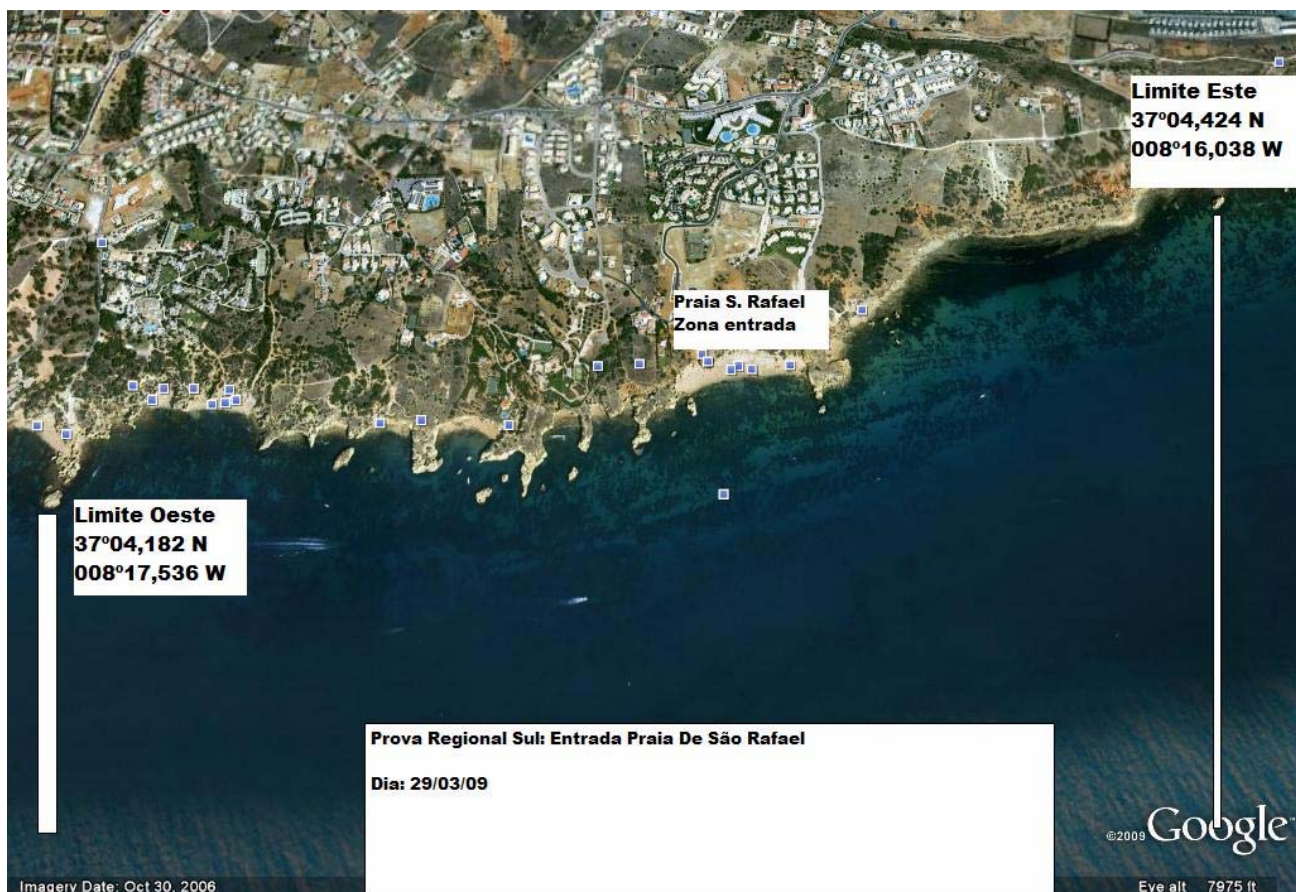 Limite Este
37º04,424 N
008º16,038 W
Praia S. Rafael
Zona entrada
Limite Oeste
37º04,182 N
008º17,536 W
Prova Regional Sul: Entrada Praia De São Rafael
Dia: 29/03/09
©2009 Google™
Imagery Date: Oct 30, 2006
Eye alt 7975 ft